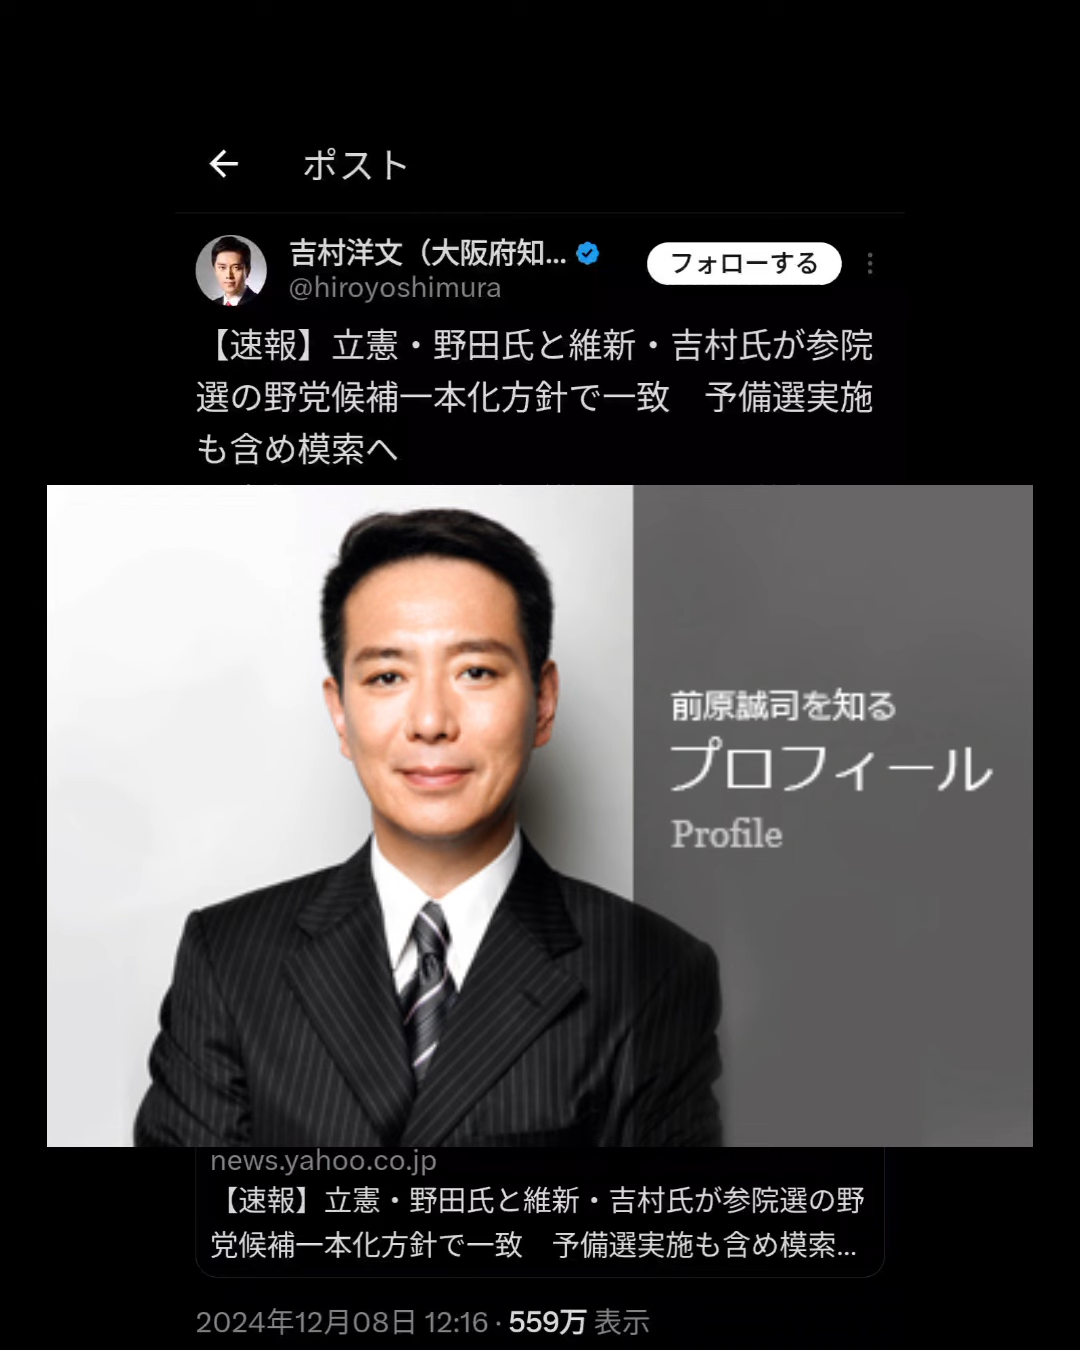 ポスト
吉村洋文（大阪府知...
フォローする
@hiroyoshimura
【速報】立憲・野田氏と維新・吉村氏が参院
選の野党候補一本化方針で一致　予備選実施
も含め模索へ
前原誠司を知る
プロフィール
Profile
news.yahoo.co.jp
【速報】立憲・野田氏と維新・吉村氏が参院選の野
党候補一本化方針で一致　予備選実施も含め模索...
2024年12月08日 12:16 · 559万 表示